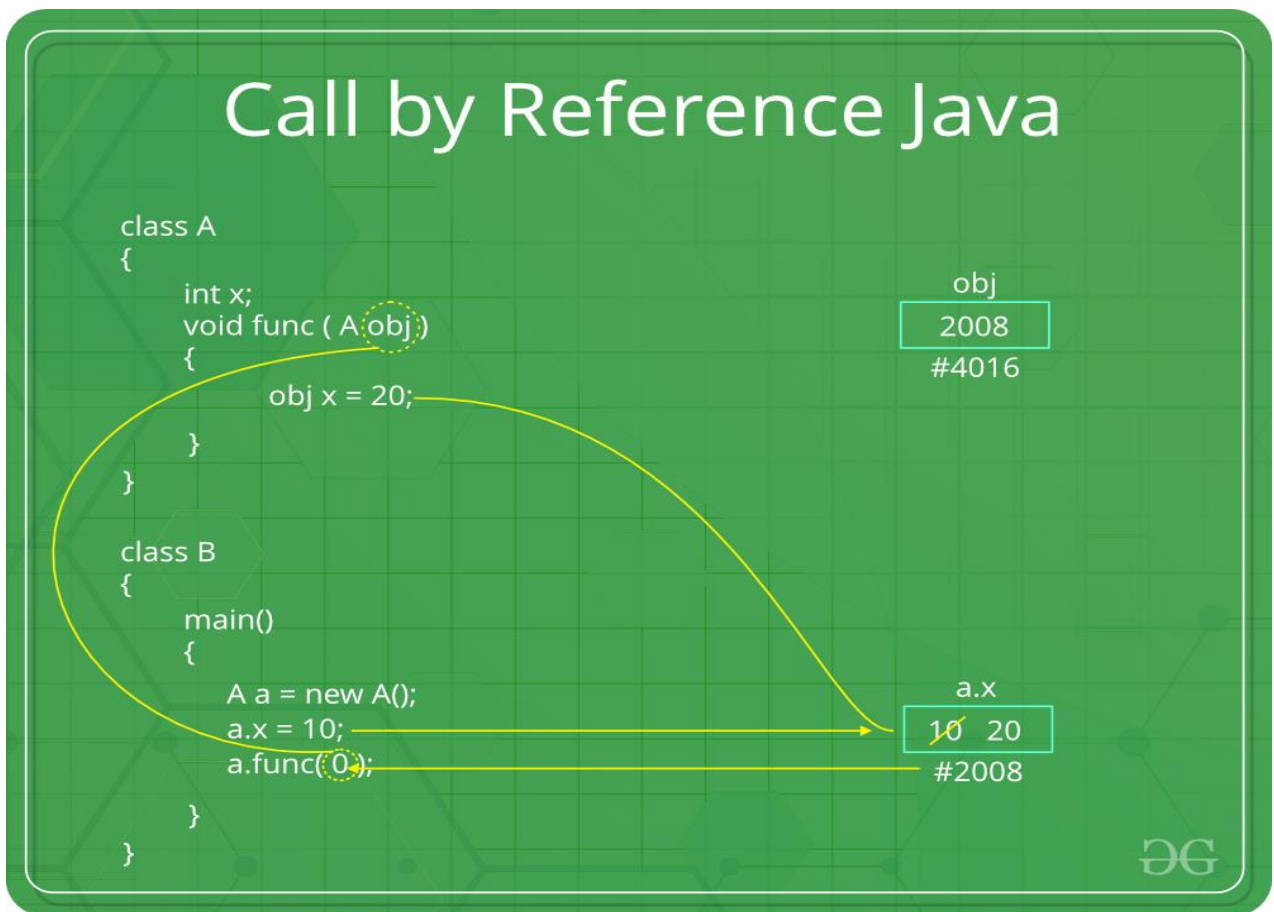 Call by Reference Java
class A
{
int x;
void func ( A obj )
{
obj x = 20;
}
}
class B
{
main()
{
A a = new A();
a.x = 10;
a.func( 0 );
}
}
obj
2008
#4016
a.x
10 20
#2008